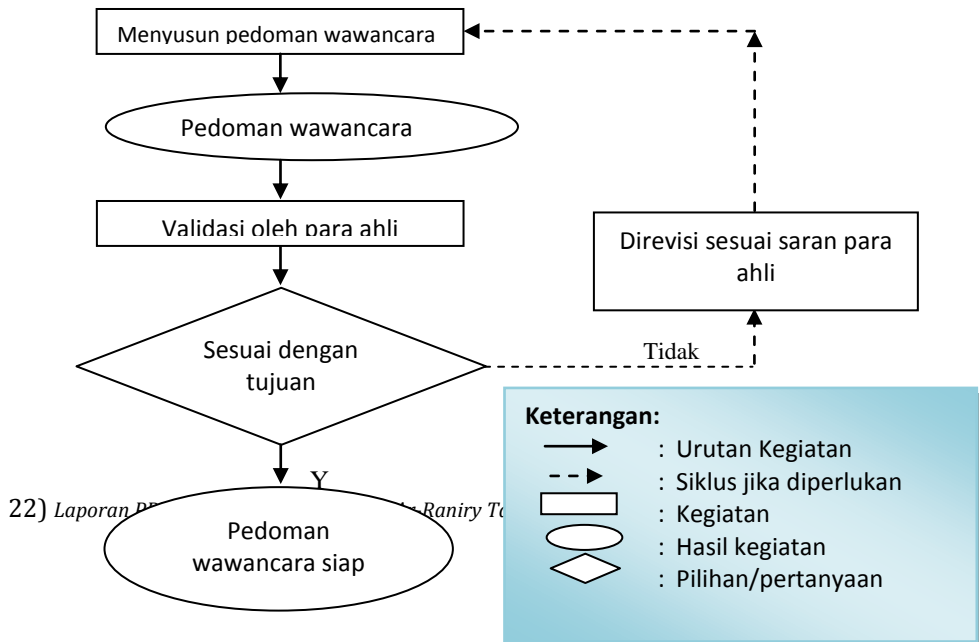 Menyusun pedoman wawancara
Pedoman wawancara
Validasi oleh para ahli
Direvisi sesuai saran para
ahli
Sesuai dengan
tujuan
Tidak
Y
22) Laporan Raniry
Pedoman
wawancara siap
Keterangan:
: Urutan Kegiatan
: Siklus jika diperlukan
: Kegiatan
: Hasil kegiatan
: Pilihan/pertanyaan